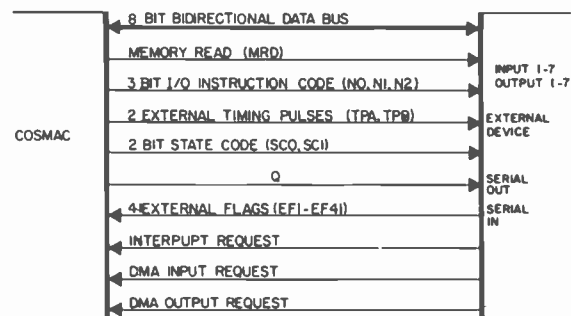 8 BIT BIDIRECTIONAL DATA BUS
MEMORY READ (MRD)
INPUT 1-7
OUTPUT 1-7
3 BIT I/O INSTRUCTION CODE (NO, N1, N2)
2 EXTERNAL TIMING PULSES (TPA, TPB)
EXTERNAL
DEVICE
COSMAC
2 BIT STATE CODE (SCO, SCI)
Q
SERIAL
OUT
4 EXTERNAL FLAGS (EF1-EF4)
SERIAL
IN
INTERPUPT REQUEST
DMA INPUT REQUEST
DMA OUTPUT REQUEST